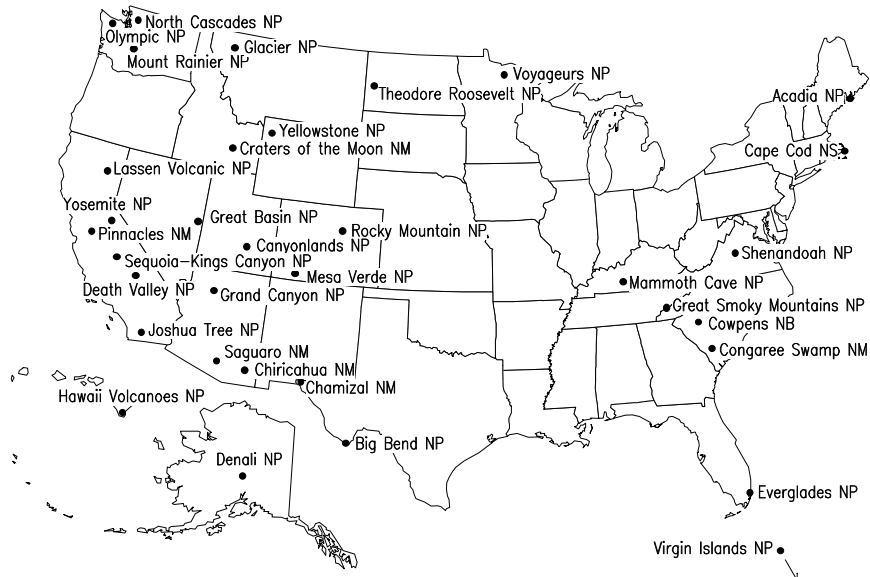 North Cascades NP
Olympic NP
Glacier NP
Mount Rainier NP
Voyageurs NP
Theodore Roosevelt NP
Acadia NP
Yellowstone NP
Craters of the Moon NM
Cape Cod NS
Lassen Volcanic NP
Yosemite NP
Great Basin NP
Pinnacles NM
Rocky Mountain NP
Canyonlands NP
Shenandoah NP
Sequoia-Kings Canyon NP
Mesa Verde NP
Mammoth Cave NP
Death Valley NP
Grand Canyon NP
Great Smoky Mountains NP
Cowpens NB
Joshua Tree NP
Congaree Swamp NM
Saguaro NM
Chiricahua NM
Chamizal NM
Hawaii Volcanoes NP
Big Bend NP
Denali NP
Everglades NP
Virgin Islands NP